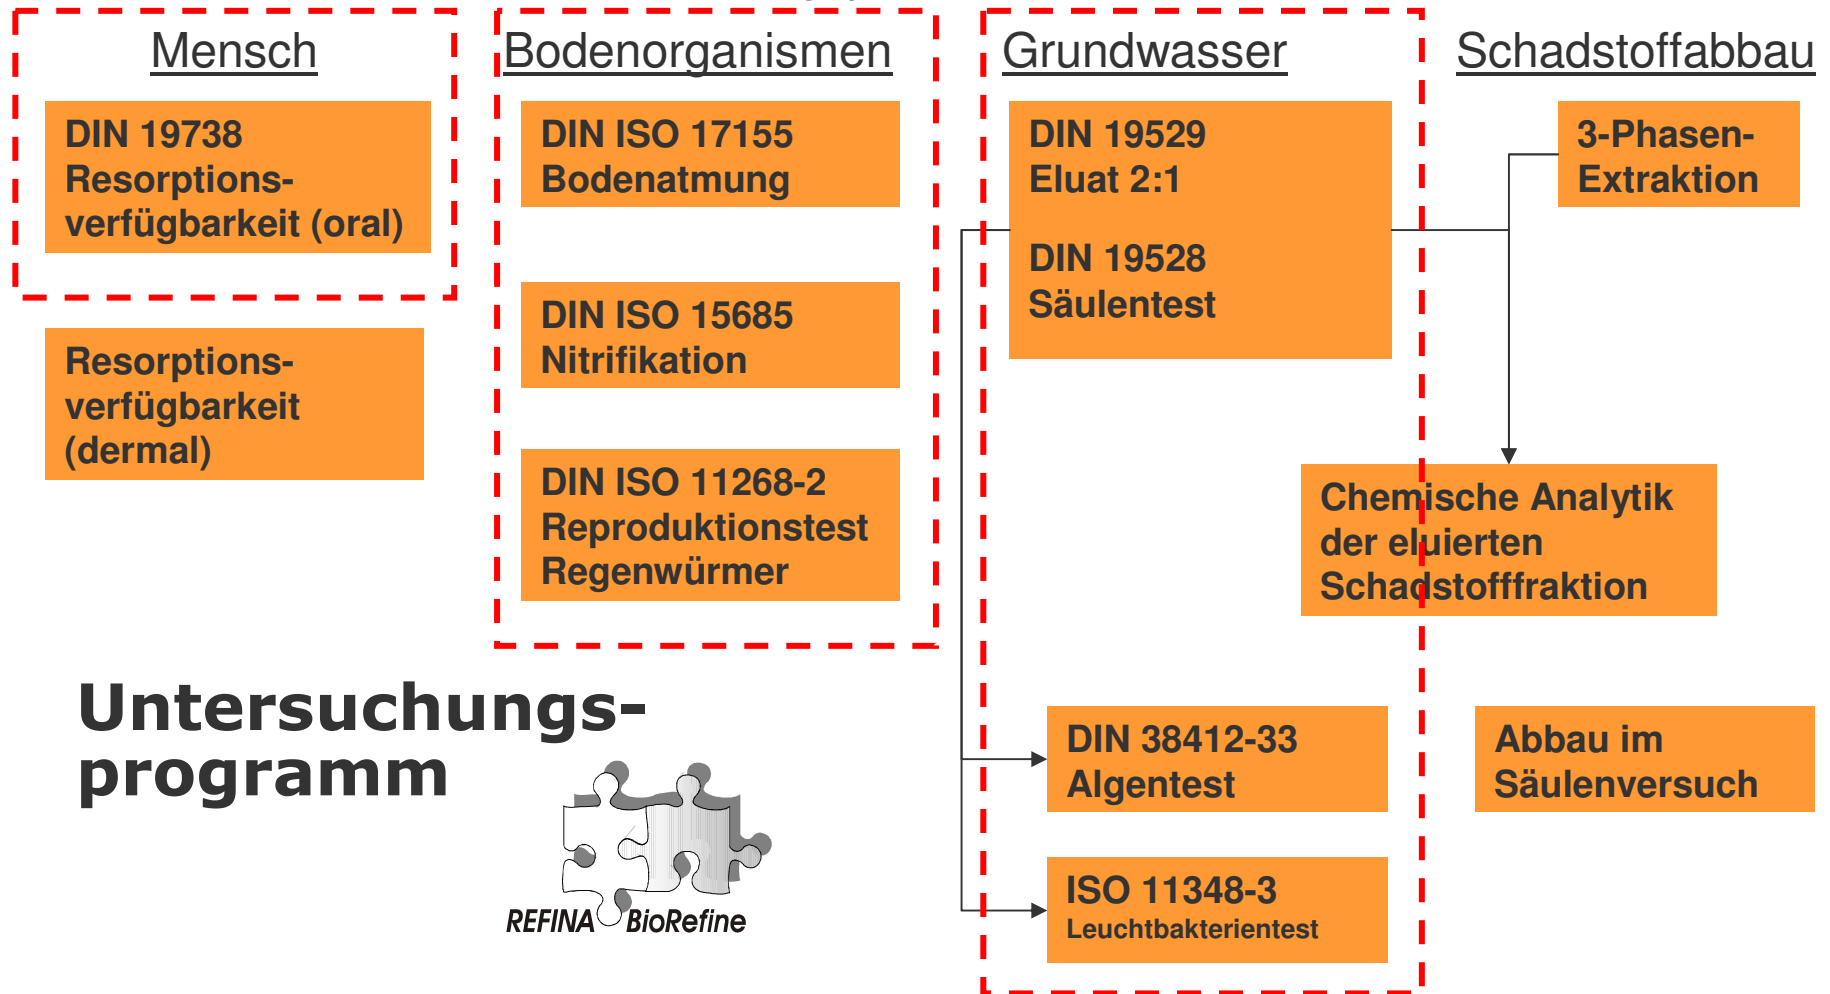 Mensch
DIN 19738
Resorptions-
verfügbarkeit (oral)
Resorptions-
verfügbarkeit
(dermal)
Bodenorganismen
DIN ISO 17155
Bodenatmung
DIN ISO 15685
Nitrifikation
DIN ISO 11268-2
Reproduktionstest
Regenwürmer
Grundwasser
DIN 19529
Eluat 2:1
DIN 19528
Säulentest
Schadstoffabbau
3-Phasen-
Extraktion
Chemische Analytik
der eluierten
Schadstofffraktion
DIN 38412-33
Algentest
ISO 11348-3
Leuchtbakterientest
Abbau im
Säulenversuch
Untersuchungs-
programm
REFINA BioRefine